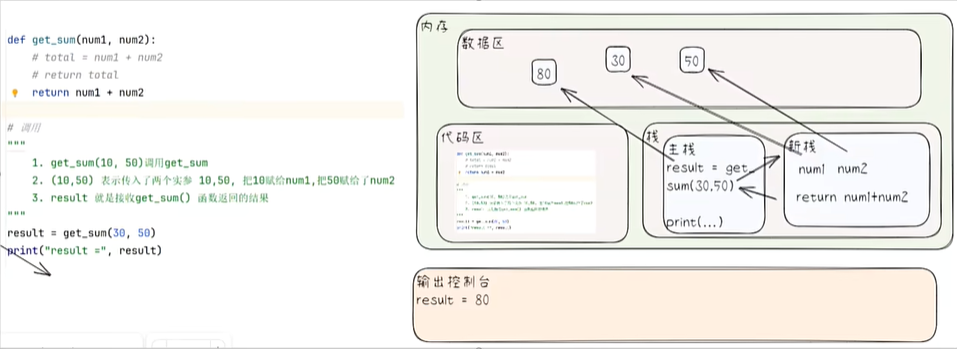 def get_sum(num1, num2):
# total = num1 + num2
# return total
return num1 + num2
# 调用
"""
1. get_sum(10, 50)调用get_sum
2. (10,50) 表示传入了两个实参 10,50, 把10赋给num1,把50赋给了num2
3. result 就是接收get_sum() 函数返回的结果
"""
result = get_sum(30, 50)
print("result =", result)
内存
数据区
80
30
50
代码区
栈
主栈
result = get_
sum(30,50)
print(...)
新栈
num1 num2
return num1+num2
输出控制台
result = 80